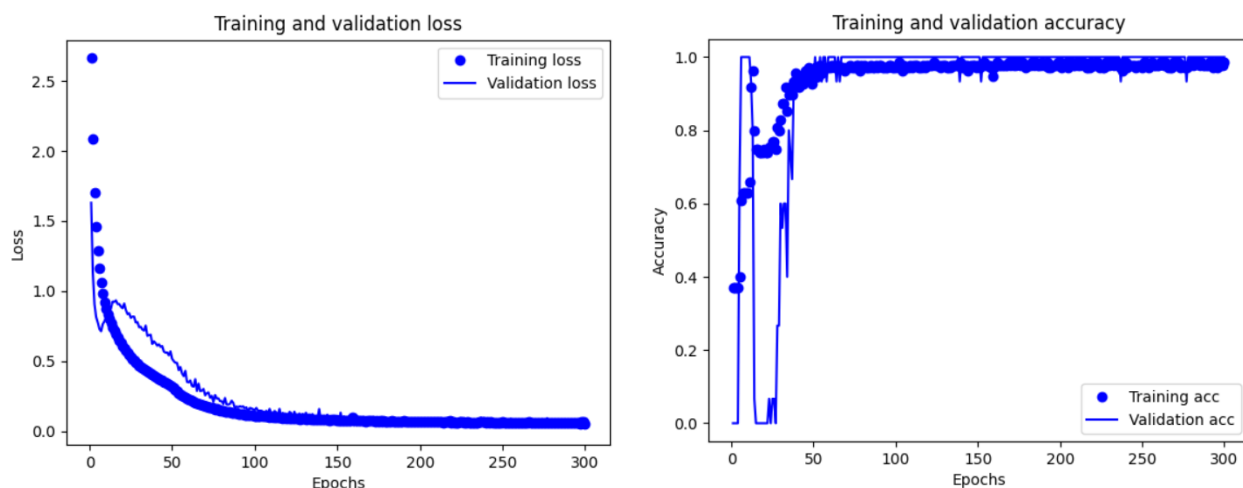 Training and validation loss
Training loss
Validation loss
2.5
2.0
1.5
1.0
0.5
0.0
Loss
0
50
100
150
200
250
300
Epochs
Training and validation accuracy
1.0
0.8
0.6
0.4
0.2
0.0
Accuracy
Training acc
Validation acc
0
50
100
150
200
250
300
Epochs